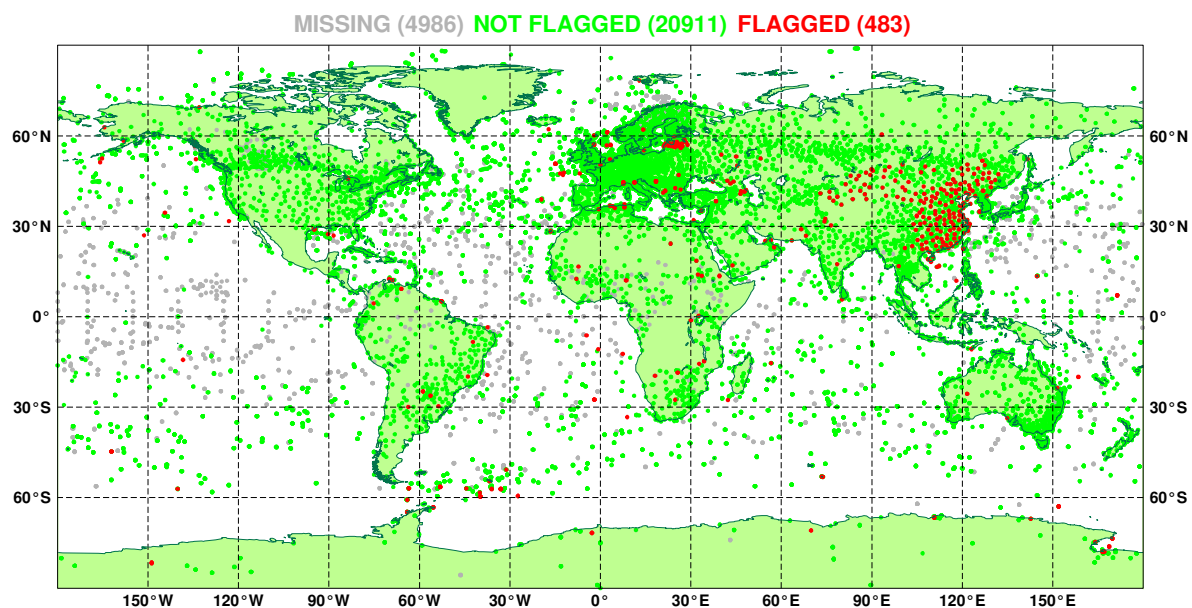 MISSING (4986) NOT FLAGGED (20911) FLAGGED (483)
60°N 60°N
30°N 30°N
0° 0°
30°S 30°S
60°S 60°S
150°W 120°W 90°W 60°W 30°W 0° 30°E 60°E 90°E 120°E 150°E